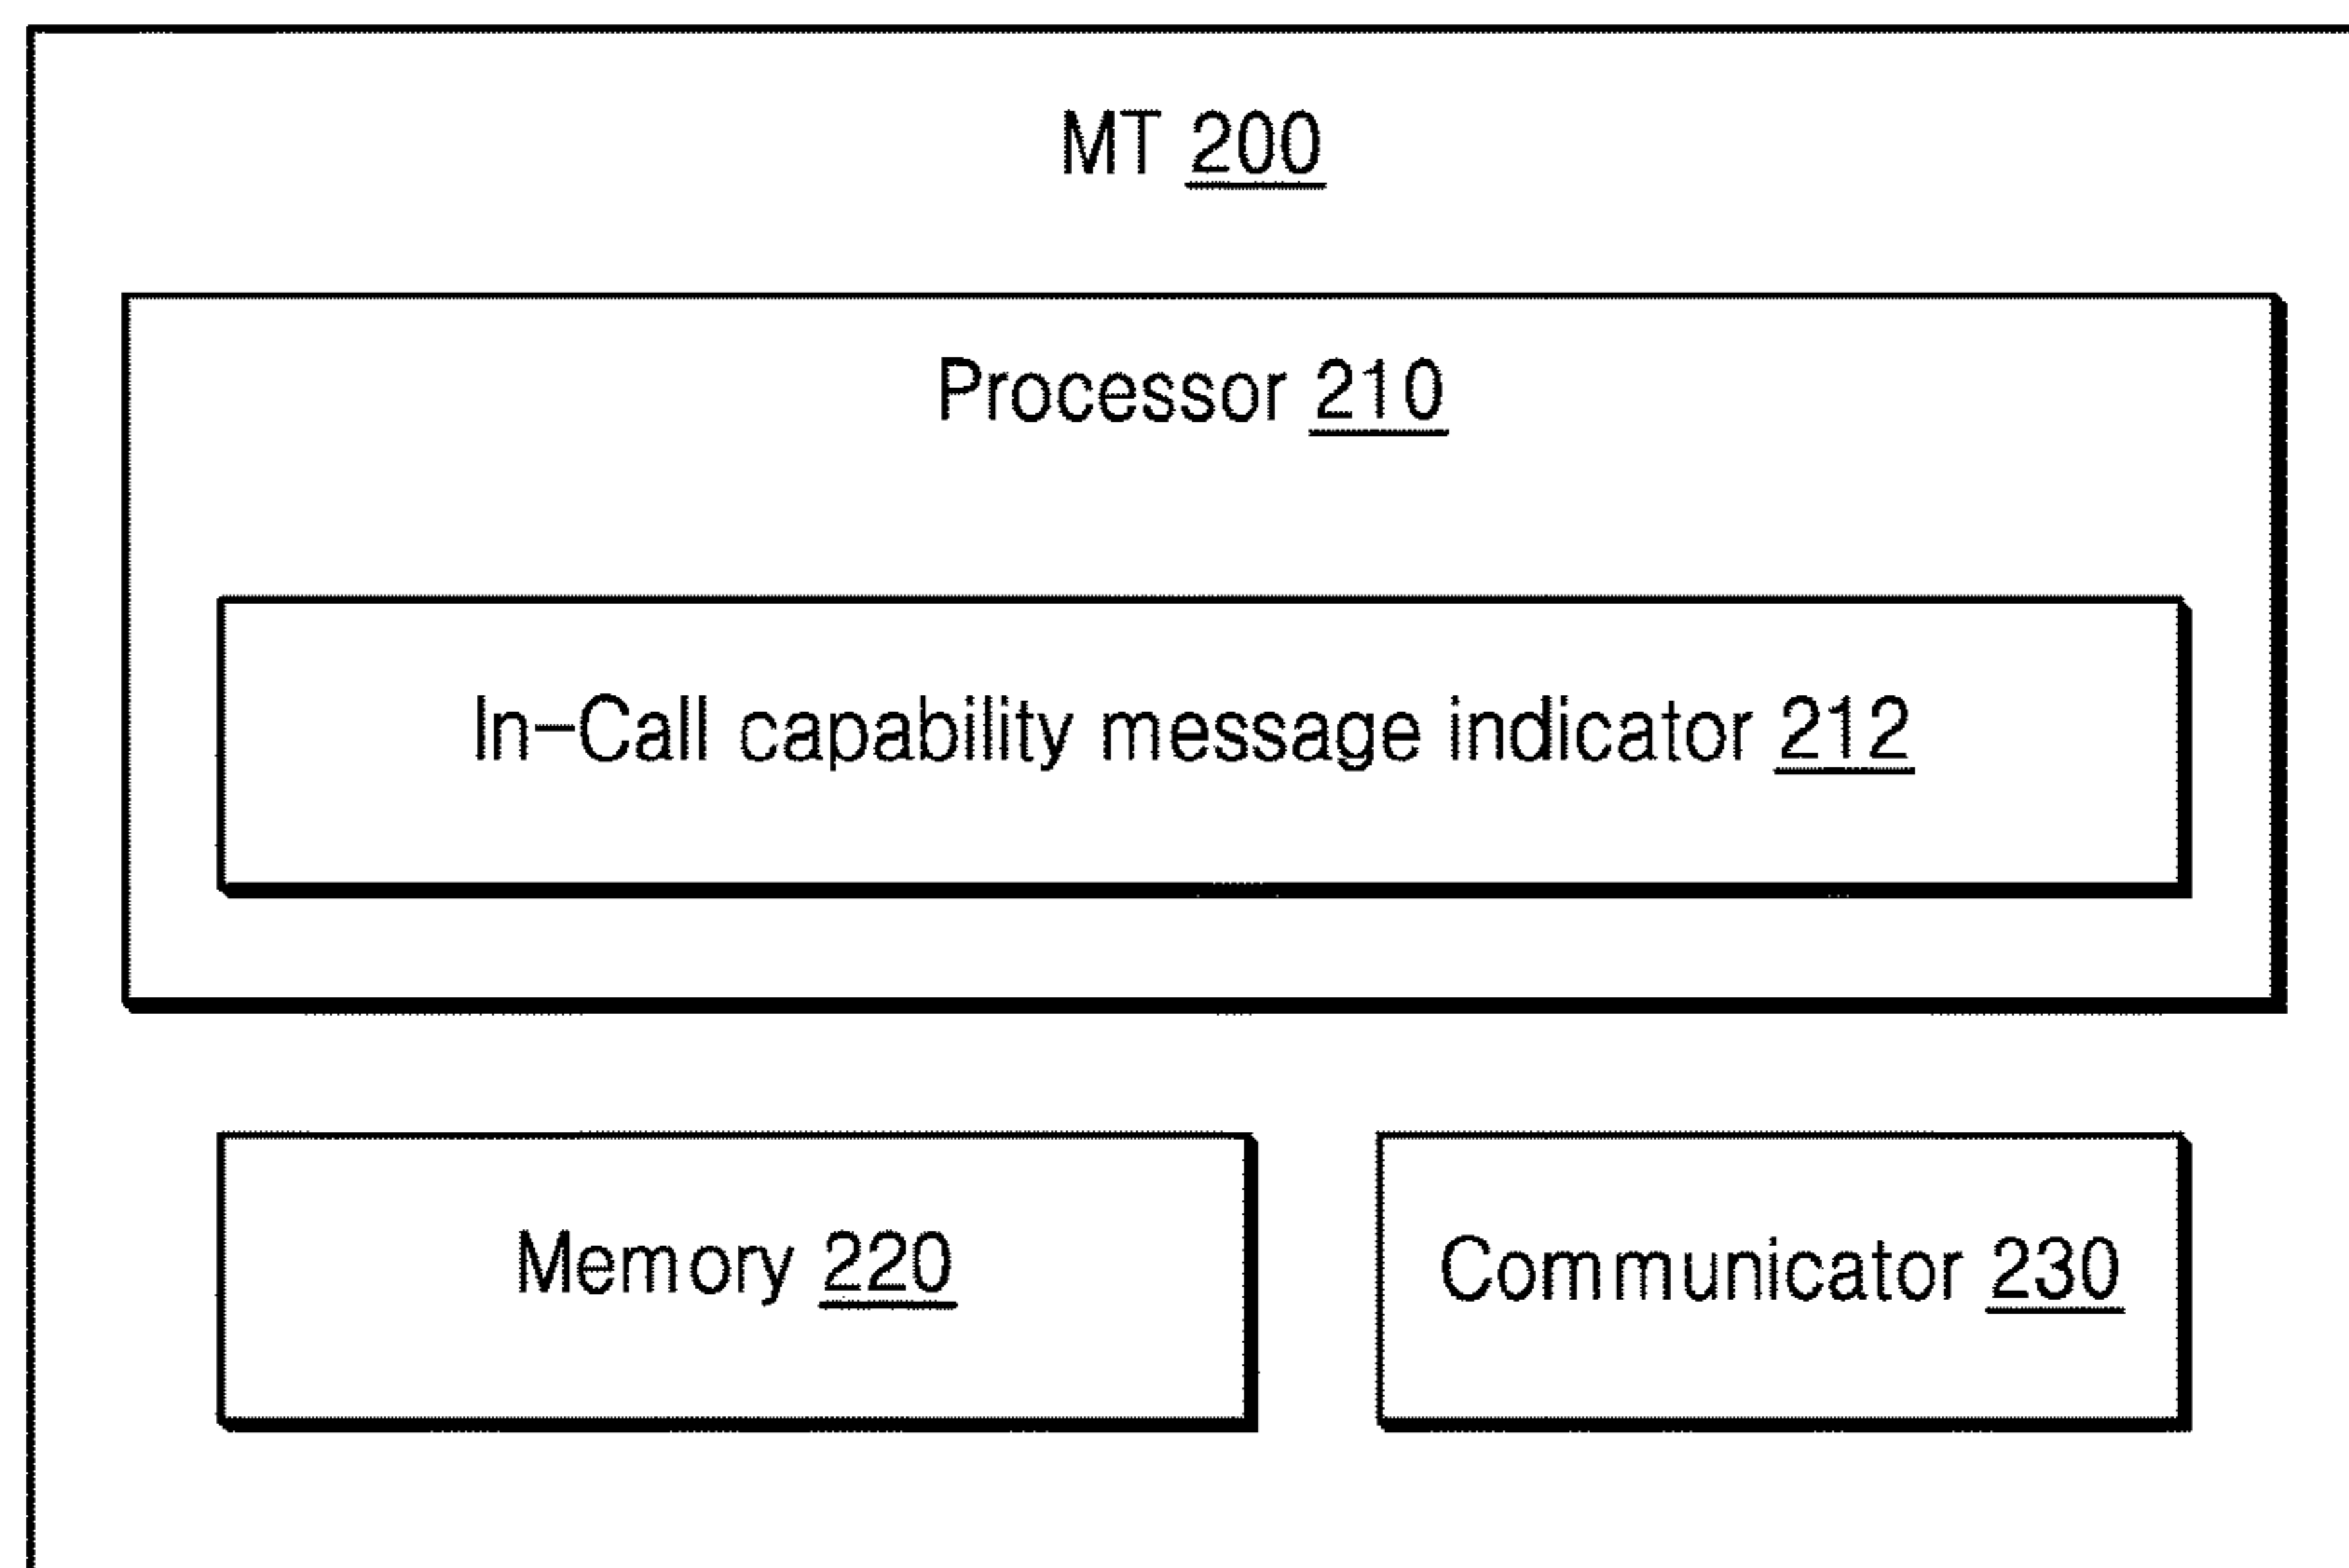 MT 200
Processor 210
In-Call capability message indicator 212
Memory 220
Communicator 230